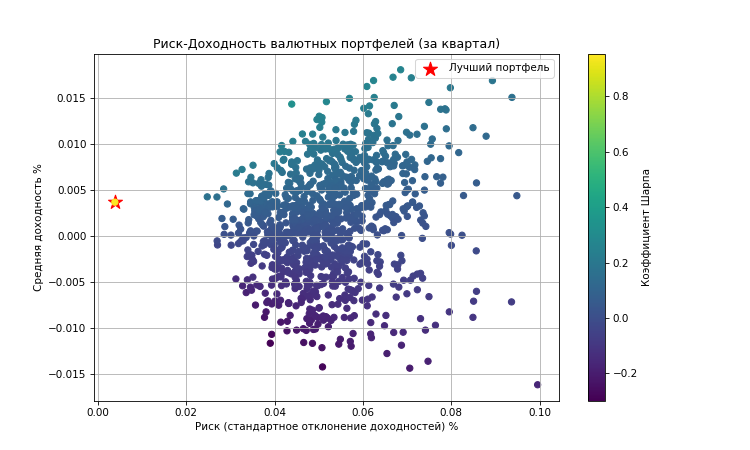 Риск-Доходность валютных портфелей (за квартал)
Лучший портфель
0.015
0.010
0.005
0.000
−0.005
−0.010
−0.015
Средняя доходность %
0.00 0.02 0.04 0.06 0.08 0.10
Риск (стандартное отклонение доходностей) %
0.8
0.6
0.4
0.2
0.0
−0.2
Коэффициент Шарпа